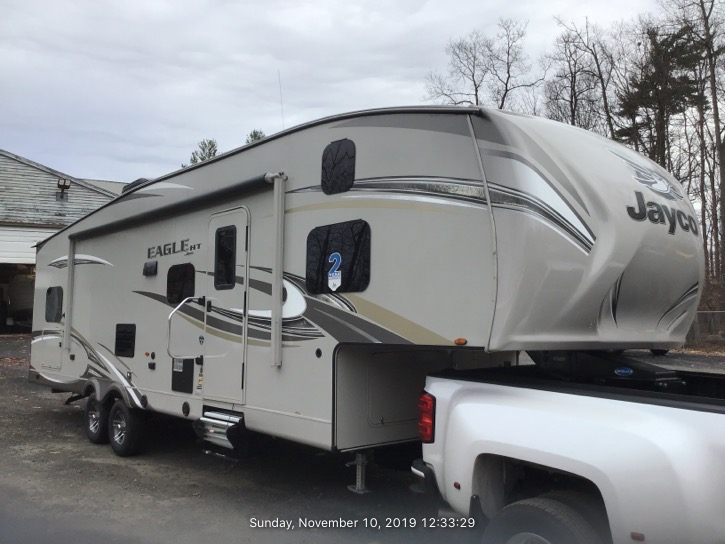 Jayco
EAGLE HT
2
Sunday, November 10, 2019 12:33:29